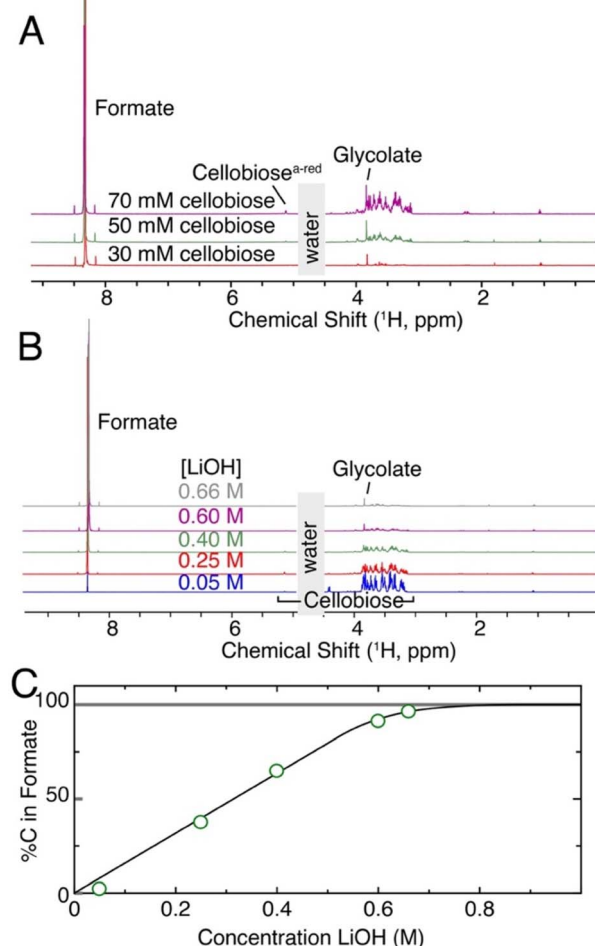 A
Formate
Cellobiose^a-red
Glycolate
70 mM cellobiose
50 mM cellobiose
30 mM cellobiose
water
8 6 4 2
Chemical Shift (¹H, ppm)
B
Formate
[LiOH]
Glycolate
0.66 M
0.60 M
0.40 M
0.25 M
0.05 M
water
Cellobiose
8 6 4 2
Chemical Shift (¹H, ppm)
C
100
50
0
%C in Formate
0 0.2 0.4 0.6 0.8
Concentration LiOH (M)